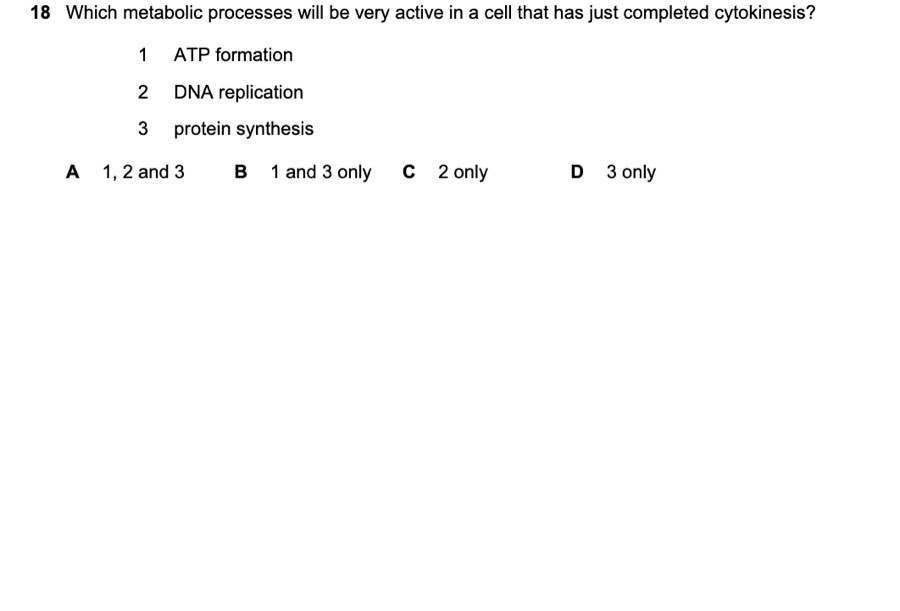 18 Which metabolic processes will be very active in a cell that has just completed cytokinesis?
1 ATP formation
2 DNA replication
3 protein synthesis
A 1, 2 and 3 B 1 and 3 only C 2 only D 3 only